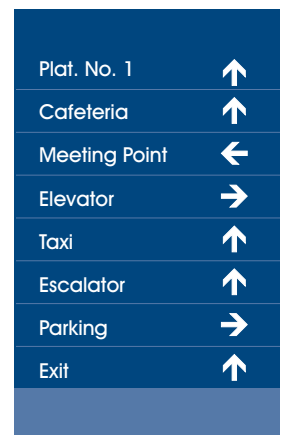 Plat. No. 1
Cafeteria
Meeting Point
Elevator
Taxi
Escalator
Parking
Exit